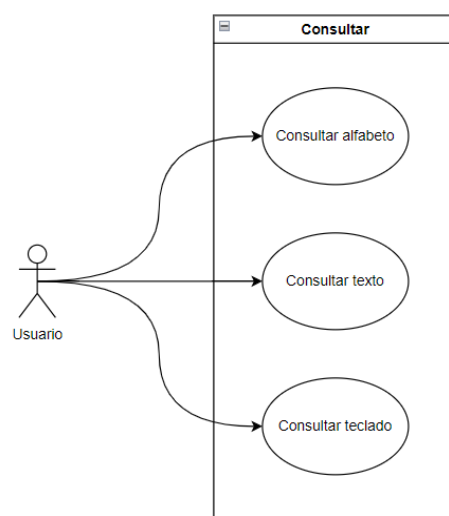 Consultar
Consultar alfabeto
Consultar texto
Usuario
Consultar teclado